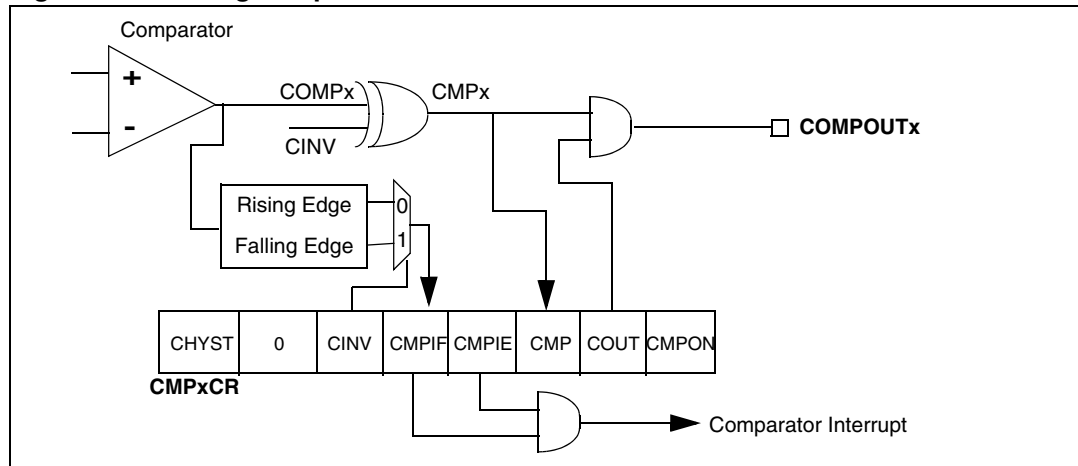 Comparator
+
-
COMPx
CINV
CMPx
COMPOUTx
Rising Edge
0
Falling Edge
1
CHYST 0 CINV CMPIF CMPIE CMP COUT CMPON
CMPxCR
Comparator Interrupt